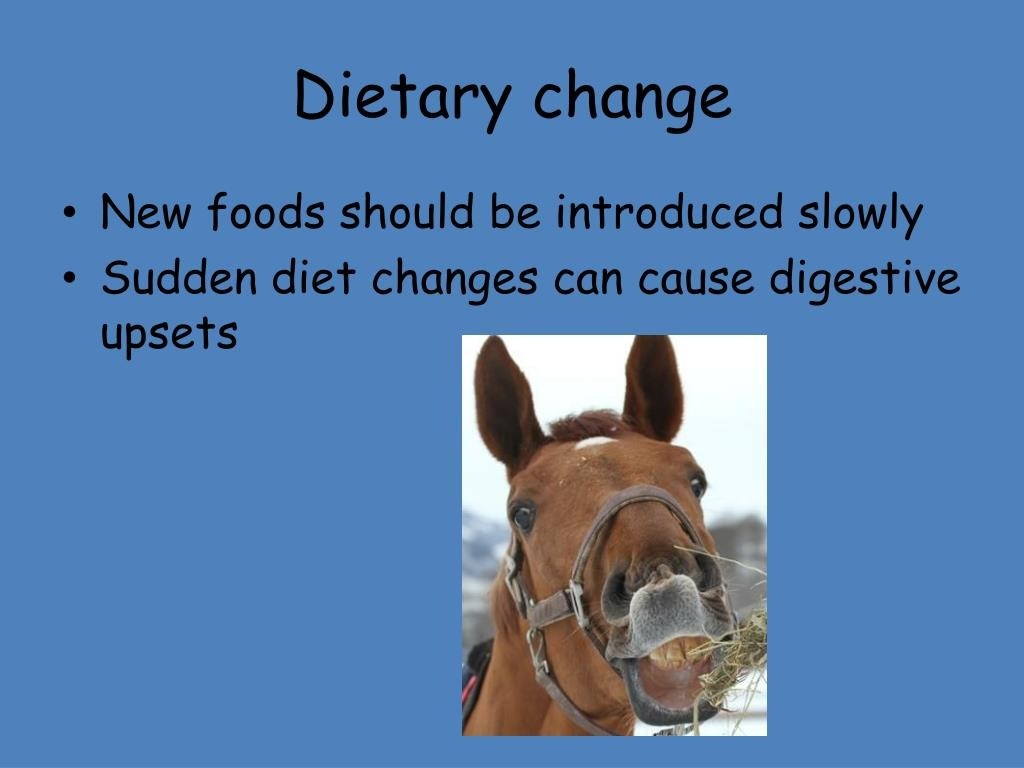 Dietary change
• New foods should be introduced slowly
• Sudden diet changes can cause digestive
upsets